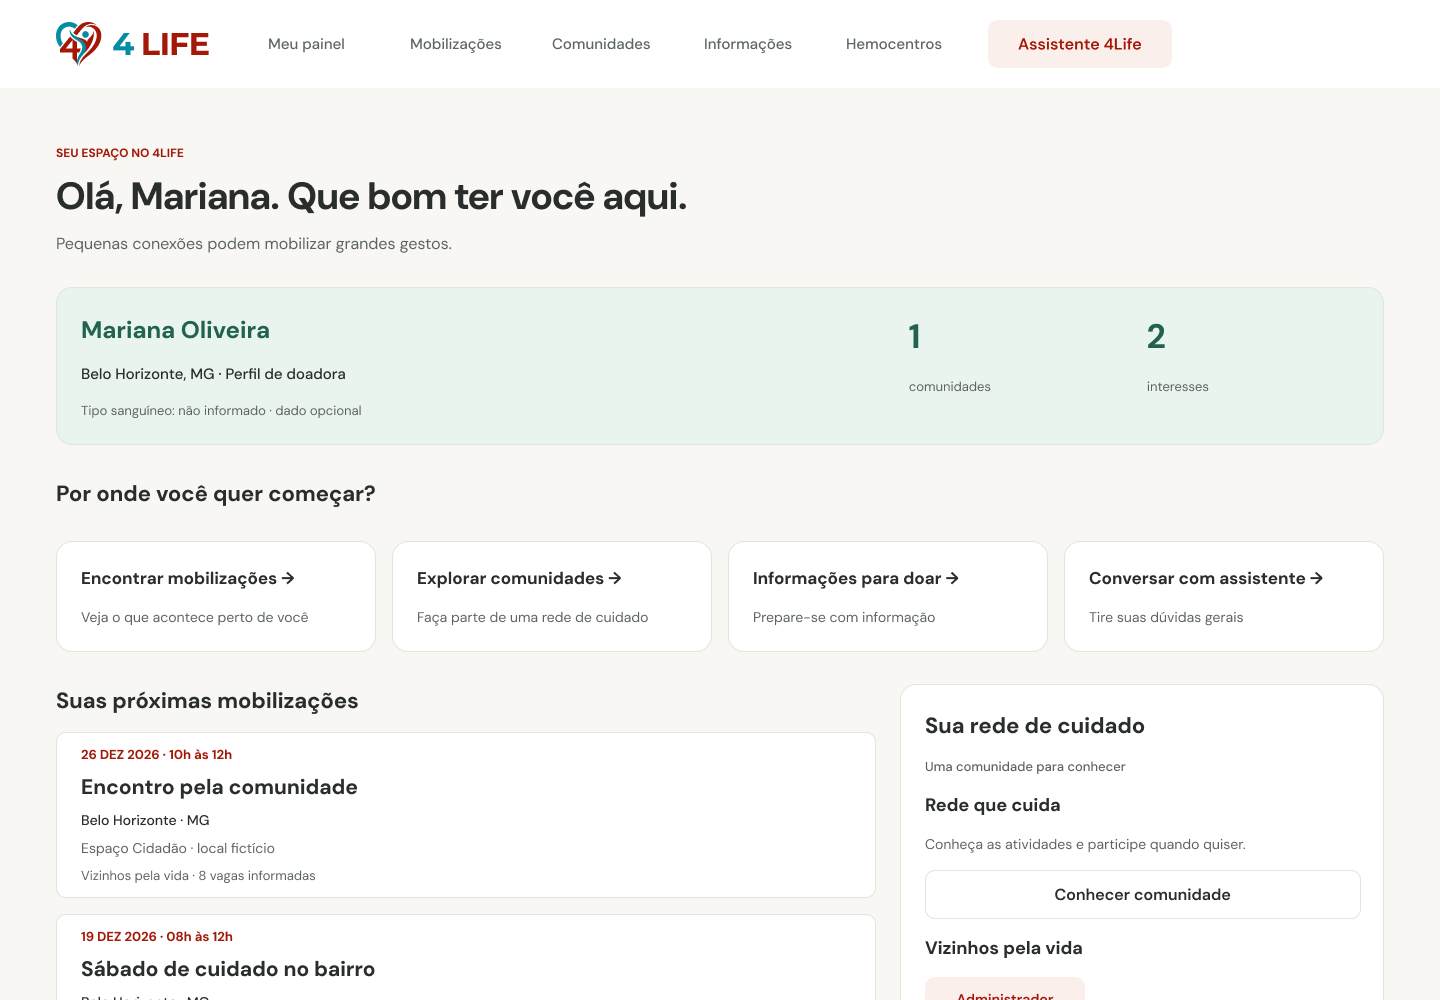 4 LIFE
Meu painel
Mobilizações
Comunidades
Informações
Hemocentros
Assistente 4Life
SEU ESPAÇO NO 4LIFE
Olá, Mariana. Que bom ter você aqui.
Pequenas conexões podem mobilizar grandes gestos.
Mariana Oliveira
Belo Horizonte, MG · Perfil de doadora
Tipo sanguíneo: não informado · dado opcional
1
comunidades
2
interesses
Por onde você quer começar?
Encontrar mobilizações →
Veja o que acontece perto de você
Explorar comunidades →
Faça parte de uma rede de cuidado
Informações para doar →
Prepare-se com informação
Conversar com assistente →
Tire suas dúvidas gerais
Suas próximas mobilizações
26 DEZ 2026 · 10h às 12h
Encontro pela comunidade
Belo Horizonte · MG
Espaço Cidadão · local fictício
Vizinhos pela vida · 8 vagas informadas
19 DEZ 2026 · 08h às 12h
Sábado de cuidado no bairro
Belo Horizonte · MG
Sua rede de cuidado
Uma comunidade para conhecer
Rede que cuida
Conheça as atividades e participe quando quiser.
Conhecer comunidade
Vizinhos pela vida
Administrador